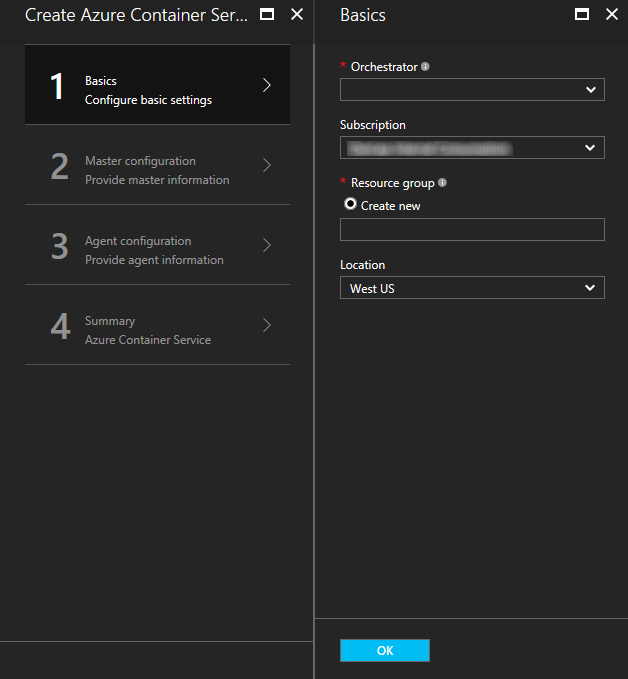 Create Azure Container Ser...
1
Basics
Configure basic settings
2
Master configuration
Provide master information
3
Agent configuration
Provide agent information
4
Summary
Azure Container Service
Basics
* Orchestrator
Subscription
* Resource group
Create new
Location
West US
OK